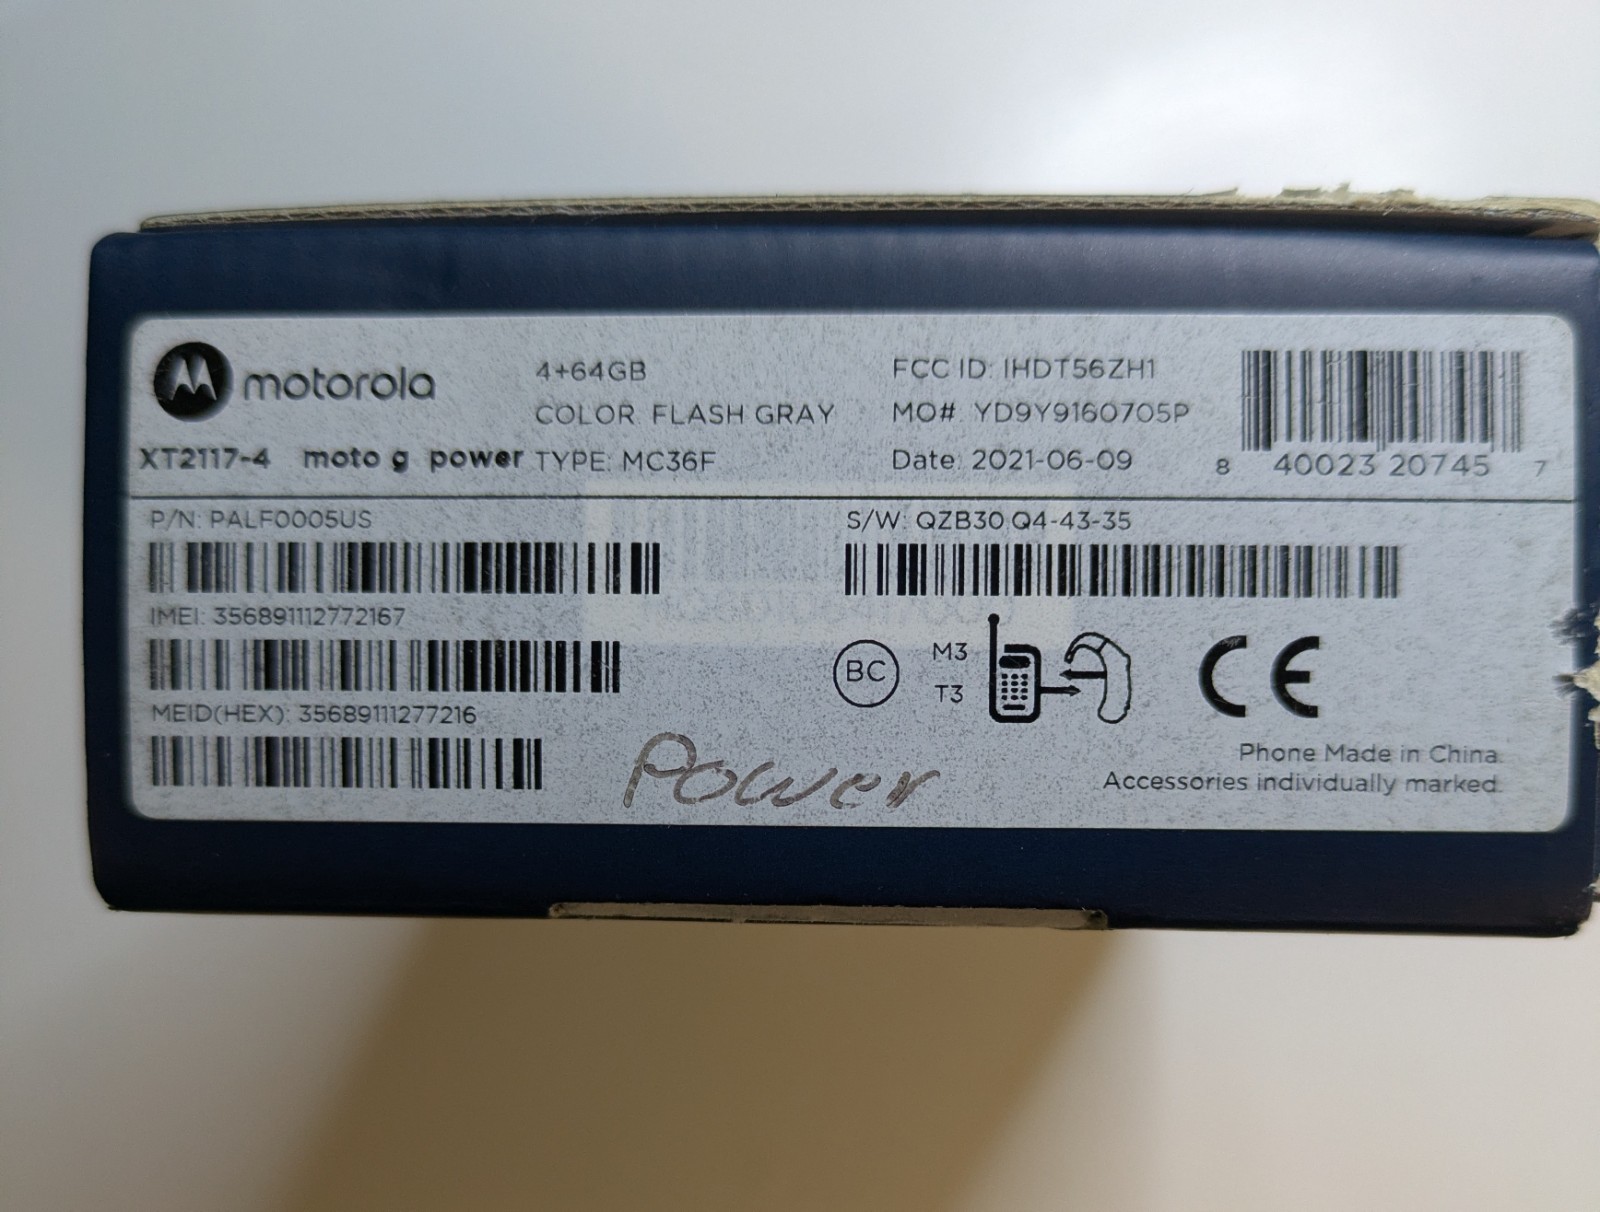 motorola
XT2117-4 moto g power
4+64GB
COLOR: FLASH GRAY
TYPE: MC36F
FCC ID: IHDT56ZH1
MO# YD9Y9160705P
Date: 2021-06-09
8 40023 20745 7
P/N: PALF0005US
IMEI: 356891112772167
MEID(HEX): 35689111277216
S/W: QZB30.Q4-43-35
BC
M3
T3
CE
Power
Phone Made in China.
Accessories individually marked.